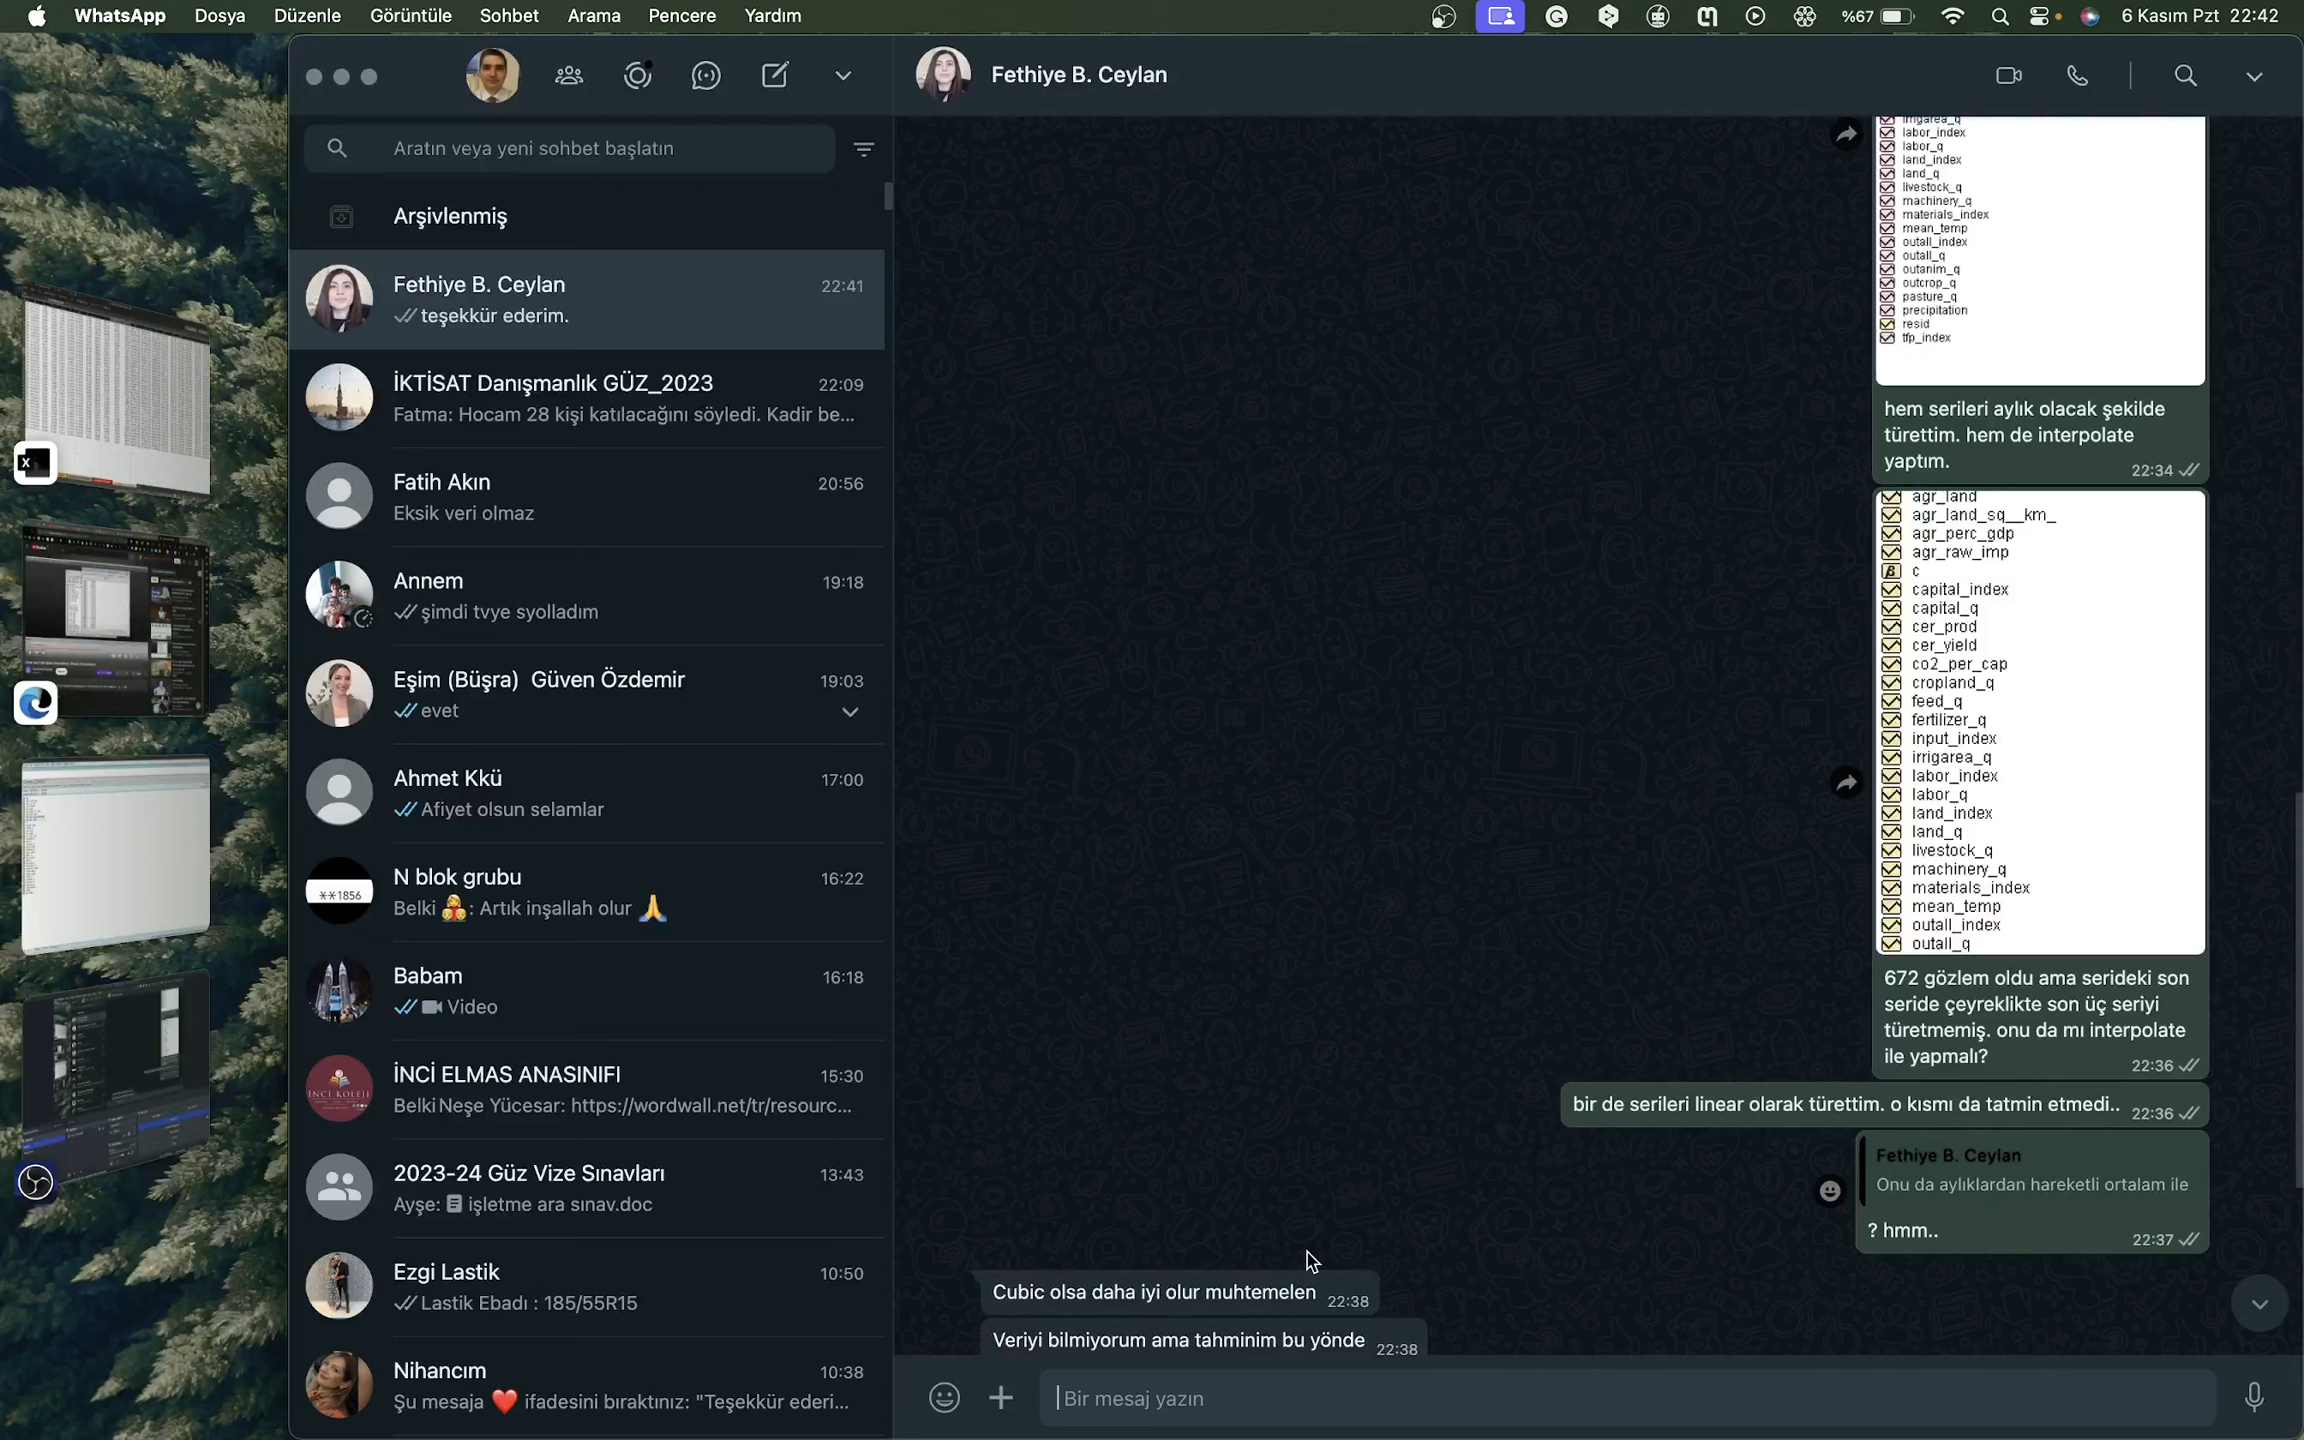 WhatsApp Dosya Düzenle Görüntüle Sohbet Arama Pencere Yardım
%67
6 Kasım Pzt 22:42
Aratın veya yeni sohbet başlatın
Arşivlenmiş
Fethiye B. Ceylan 22:41
teşekkür ederim.
İKTİSAT Danışmanlık GÜZ_2023 22:09
Fatma: Hocam 28 kişi katılacağını söyledi. Kadir be...
Fatih Akın 20:56
Eksik veri olmaz
Annem 19:18
şimdi tvye syolladım
Eşim (Büşra) Güven Özdemir 19:03
evet
Ahmet Kkü 17:00
Afiyet olsun selamlar
N blok grubu 16:22
Belki 👩‍👧: Artık inşallah olur 🙏
**1856
Babam 16:18
Video
İNCİ ELMAS ANASINIFI 15:30
Belki Neşe Yücesar: https://wordwall.net/tr/resourc...
INCI KOLEJİ
2023-24 Güz Vize Sınavları 13:43
Ayşe: işletme ara sınav.doc
Ezgi Lastik 10:50
Lastik Ebadı : 185/55R15
Nihancım 10:38
Şu mesaja ❤️ ifadesini bıraktınız: "Teşekkür ederi...
Fethiye B. Ceylan
irrigarea_q
labor_index
labor_q
land_index
land_q
livestock_q
machinery_q
materials_index
mean_temp
outall_index
outall_q
outanim_q
outcrop_q
pasture_q
precipitation
resid
tfp_index
hem serileri aylık olacak şekilde
türettim. hem de interpolate
yaptım.
22:34
agr_land
agr_land_sq__km_
agr_perc_gdp
agr_raw_imp
c
capital_index
capital_q
cer_prod
cer_yield
co2_per_cap
cropland_q
feed_q
fertilizer_q
input_index
irrigarea_q
labor_index
labor_q
land_index
land_q
livestock_q
machinery_q
materials_index
mean_temp
outall_index
outall_q
672 gözlem oldu ama serideki son
seride çeyreklikte son üç seriyi
türetmemiş. onu da mı interpolate
ile yapmalı?
22:36
bir de serileri linear olarak türettim. o kısmı da tatmin etmedi.. 22:36
Fethiye B. Ceylan
Onu da aylıklardan hareketli ortalam ile
? hmm..
22:37
Cubic olsa daha iyi olur muhtemelen 22:38
Veriyi bilmiyorum ama tahminim bu yönde 22:38
Bir mesaj yazın